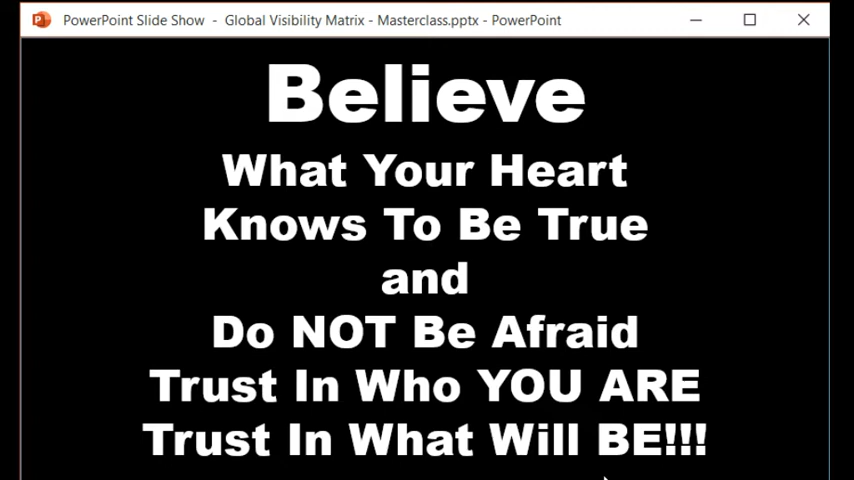 PowerPoint Slide Show - Global Visibility Matrix - Masterclass.pptx - PowerPoint
Believe
What Your Heart
Knows To Be True
and
Do NOT Be Afraid
Trust In Who YOU ARE
Trust In What Will BE!!!